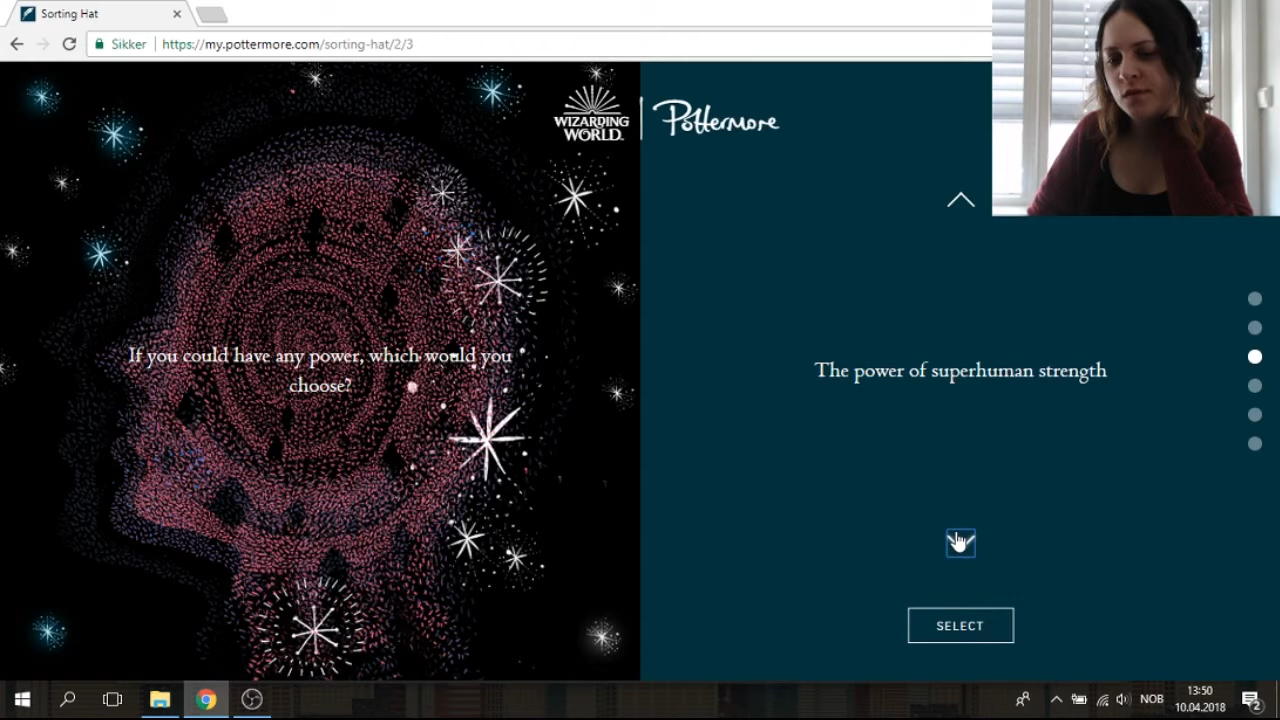 Sorting Hat
Sikker
https://my.pottermore.com/sorting-hat/2/3
WIZARDING
WORLD
Pottermore
If you could have any power, which would you
choose?
The power of superhuman strength
SELECT
NOB
13:50
10.04.2018
2